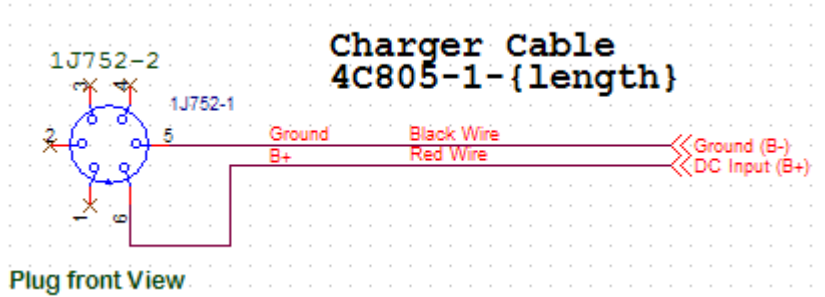 Charger Cable
4C805-1-{length}
1J752-2
3
4
1J752-1
2
5
Ground
Black Wire
Ground (B-)
B+
Red Wire
DC Input (B+)
1
6
Plug front View